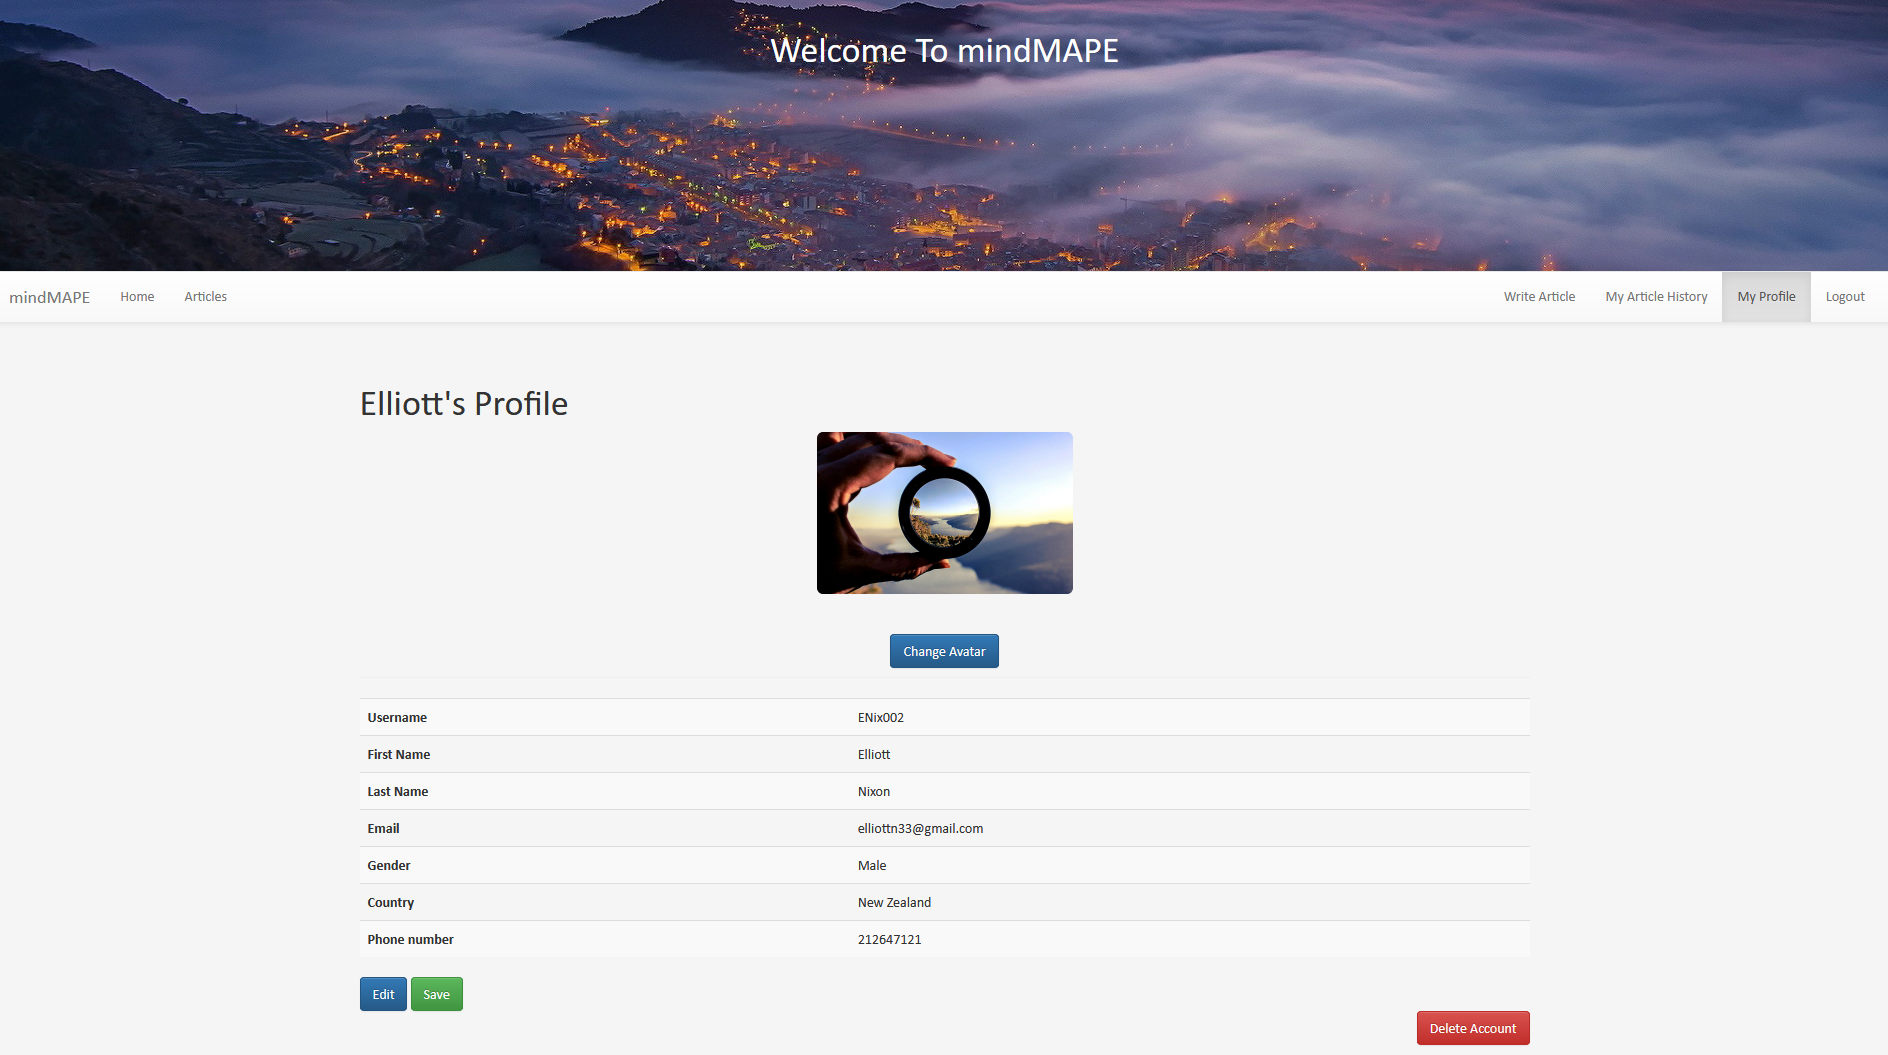 Welcome To mindMAPE
mindMAPE Home Articles Write Article My Article History My Profile Logout
Elliott's Profile
Change Avatar
Username ENix002
First Name Elliott
Last Name Nixon
Email elliottn33@gmail.com
Gender Male
Country New Zealand
Phone number 212647121
Edit Save
Delete Account